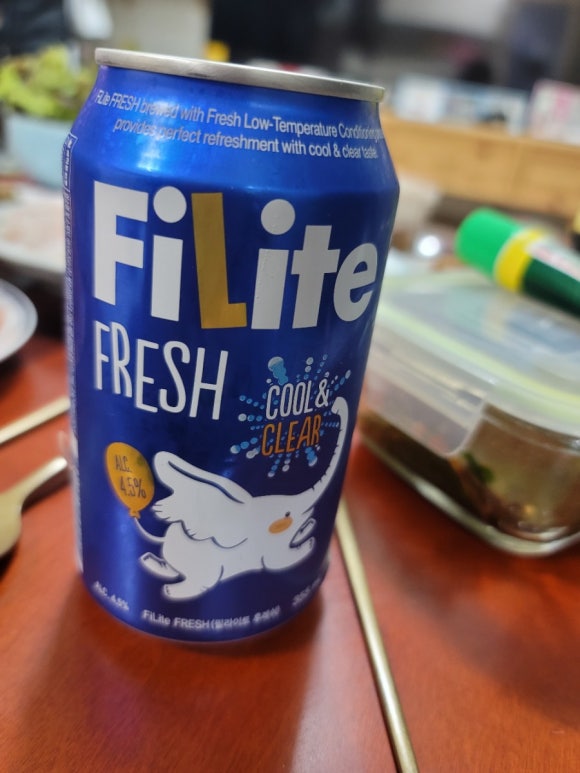 FiLite FRESH brewed with Fresh Low-Temperature Conditioning
provides perfect refreshment with cool & clear taste
FiLite
FRESH
COOL &
CLEAR
ALC.
4.5%
ALC. 4.5%
FiLite FRESH (필라이트 후레쉬)